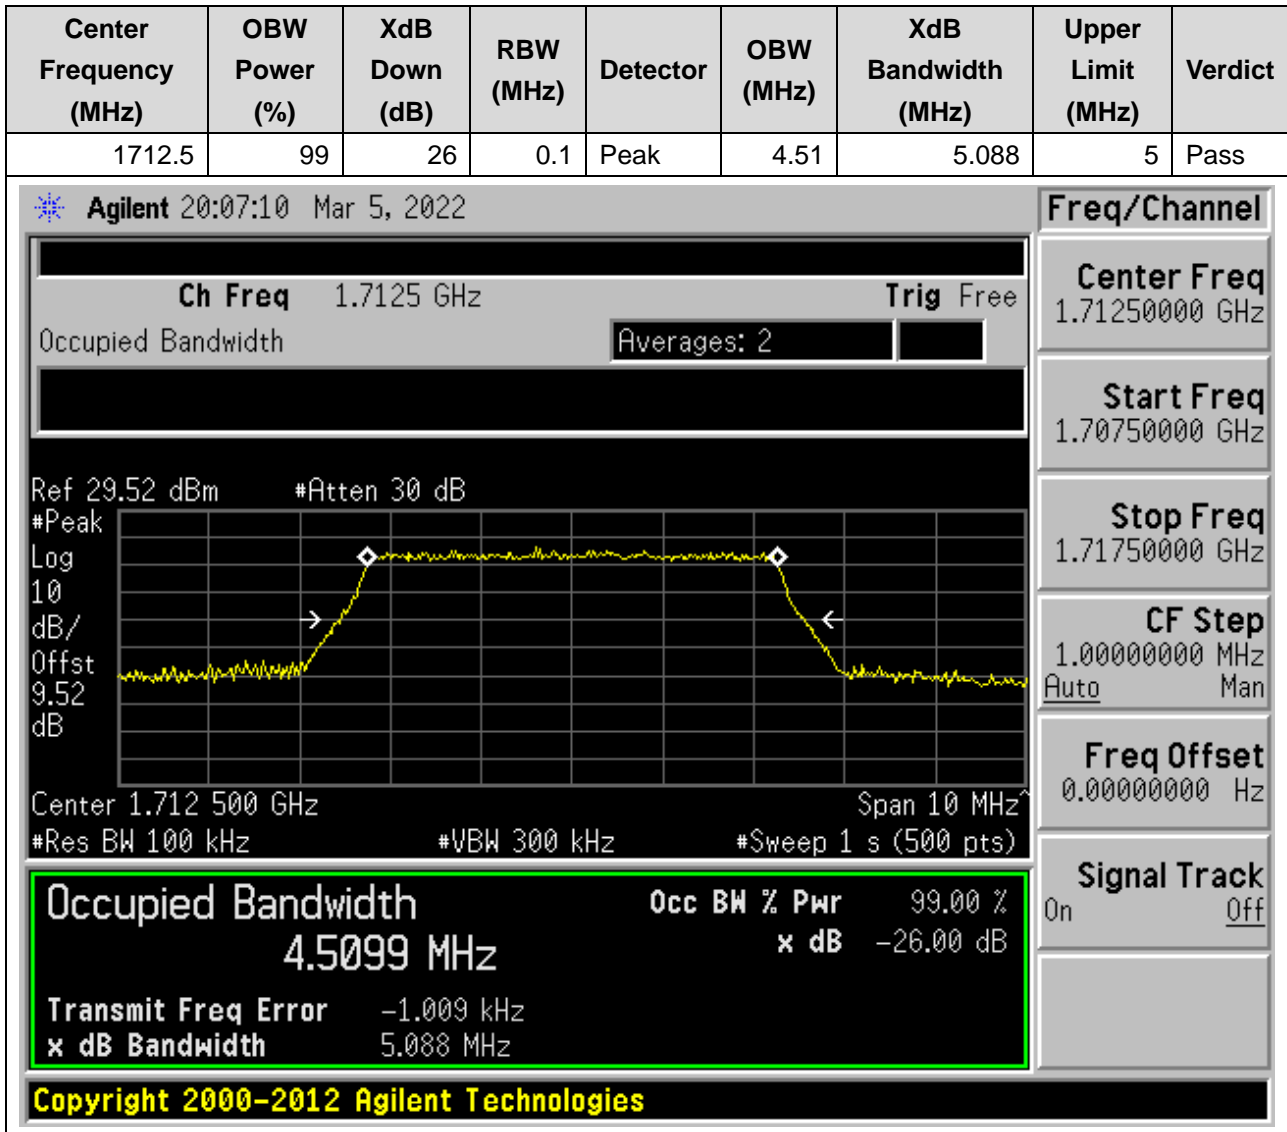 Center Frequency (MHz) OBW Power (%) XdB Down (dB) RBW (MHz) Detector OBW (MHz) XdB Bandwidth (MHz) Upper Limit (MHz) Verdict
1712.5 99 26 0.1 Peak 4.51 5.088 5 Pass
Agilent 20:07:10 Mar 5, 2022
Freq/Channel
Ch Freq 1.7125 GHz Trig Free
Occupied Bandwidth Averages: 2
Center Freq
1.71250000 GHz
Start Freq
1.70750000 GHz
Stop Freq
1.71750000 GHz
CF Step
1.00000000 MHz
Auto Man
Freq Offset
0.00000000 Hz
Signal Track
On Off
Ref 29.52 dBm #Atten 30 dB
#Peak
Log
10
dB/
Offst
9.52
dB
Center 1.712 500 GHz Span 10 MHz^
#Res BW 100 kHz #VBW 300 kHz #Sweep 1 s (500 pts)
Occupied Bandwidth Occ BW % Pwr 99.00 %
4.5099 MHz x dB -26.00 dB
Transmit Freq Error -1.009 kHz
x dB Bandwidth 5.088 MHz
Copyright 2000-2012 Agilent Technologies